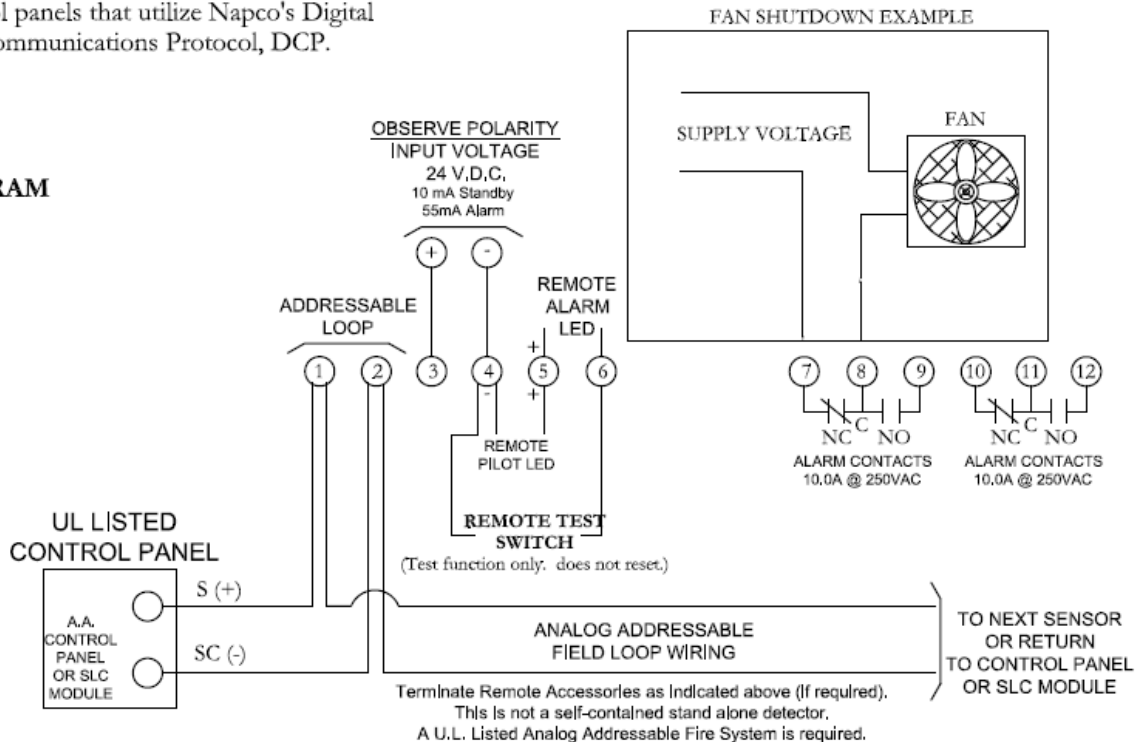 ol panels that utilize Napco's Digital
ommunications Protocol, DCP.
RAM
FAN SHUTDOWN EXAMPLE
SUPPLY VOLTAGE
FAN
OBSERVE POLARITY
INPUT VOLTAGE
24 V.D.C.
10 mA Standby
55mA Alarm
+ -
ADDRESSABLE
LOOP
REMOTE
ALARM
LED
+
1 2 3 4 5 6 7 8 9 10 11 12
- +
REMOTE
PILOT LED
NC C NO
ALARM CONTACTS
10.0A @ 250VAC
NC C NO
ALARM CONTACTS
10.0A @ 250VAC
REMOTE TEST
SWITCH
(Test function only. does not reset.)
UL LISTED
CONTROL PANEL
A.A.
CONTROL
PANEL
OR SLC
MODULE
S (+)
SC (-)
ANALOG ADDRESSABLE
FIELD LOOP WIRING
TO NEXT SENSOR
OR RETURN
TO CONTROL PANEL
OR SLC MODULE
Terminate Remote Accessories as Indicated above (If required).
This is not a self-contained stand alone detector.
A U.L. Listed Analog Addressable Fire System is required.